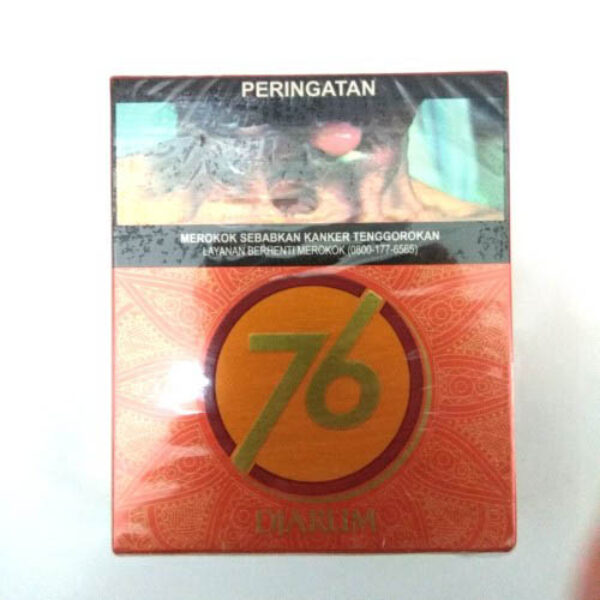 PERINGATAN
MEROKOK SEBABKAN KANKER TENGGOROKAN
LAYANAN BERHENTI MEROKOK (0800-177-6565)
76
DJARUM